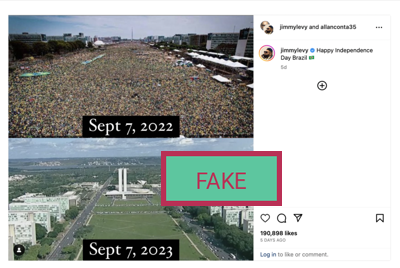 jimmylevy and allanconta35
jimmylevy Happy Independence
Day Brazil
5d
Sept 7, 2022
FAKE
Sept 7, 2023
190,898 likes
5 DAYS AGO
Log in to like or comment.